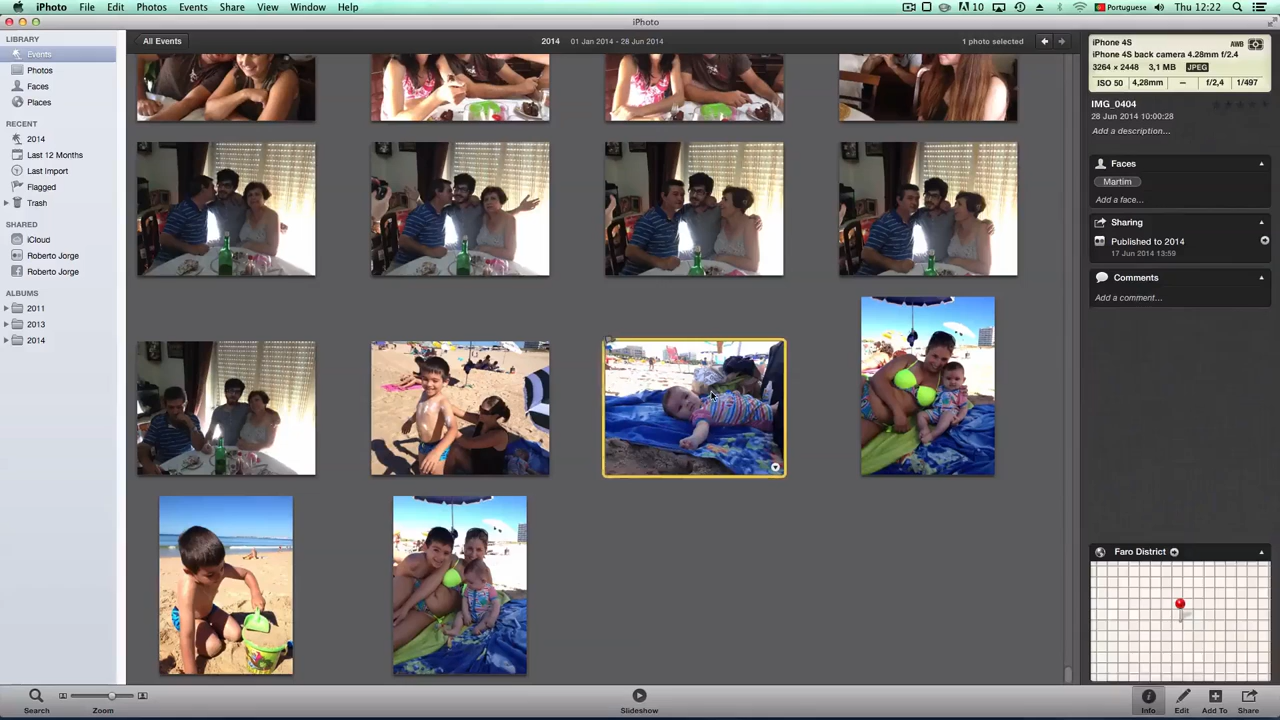 iPhoto File Edit Photos Events Share View Window Help 10 Portuguese Thu 12:22
iPhoto
LIBRARY
Events
Photos
Faces
Places
RECENT
2014
Last 12 Months
Last Import
Flagged
Trash
SHARED
iCloud
Roberto Jorge
Roberto Jorge
ALBUMS
2011
2013
2014
All Events 2014 01 Jan 2014 - 28 Jun 2014 1 photo selected
iPhone 4S AWB
iPhone 4S back camera 4.28mm f/2.4
3264 × 2448 3,1 MB JPEG
ISO 50 4,28mm — f/2,4 1/497
IMG_0404
28 Jun 2014 10:00:28
Add a description...
Faces
Martim
Add a face...
Sharing
Published to 2014
17 Jun 2014 13:59
Comments
Add a comment...
Faro District
Search Zoom Slideshow Info Edit Add To Share